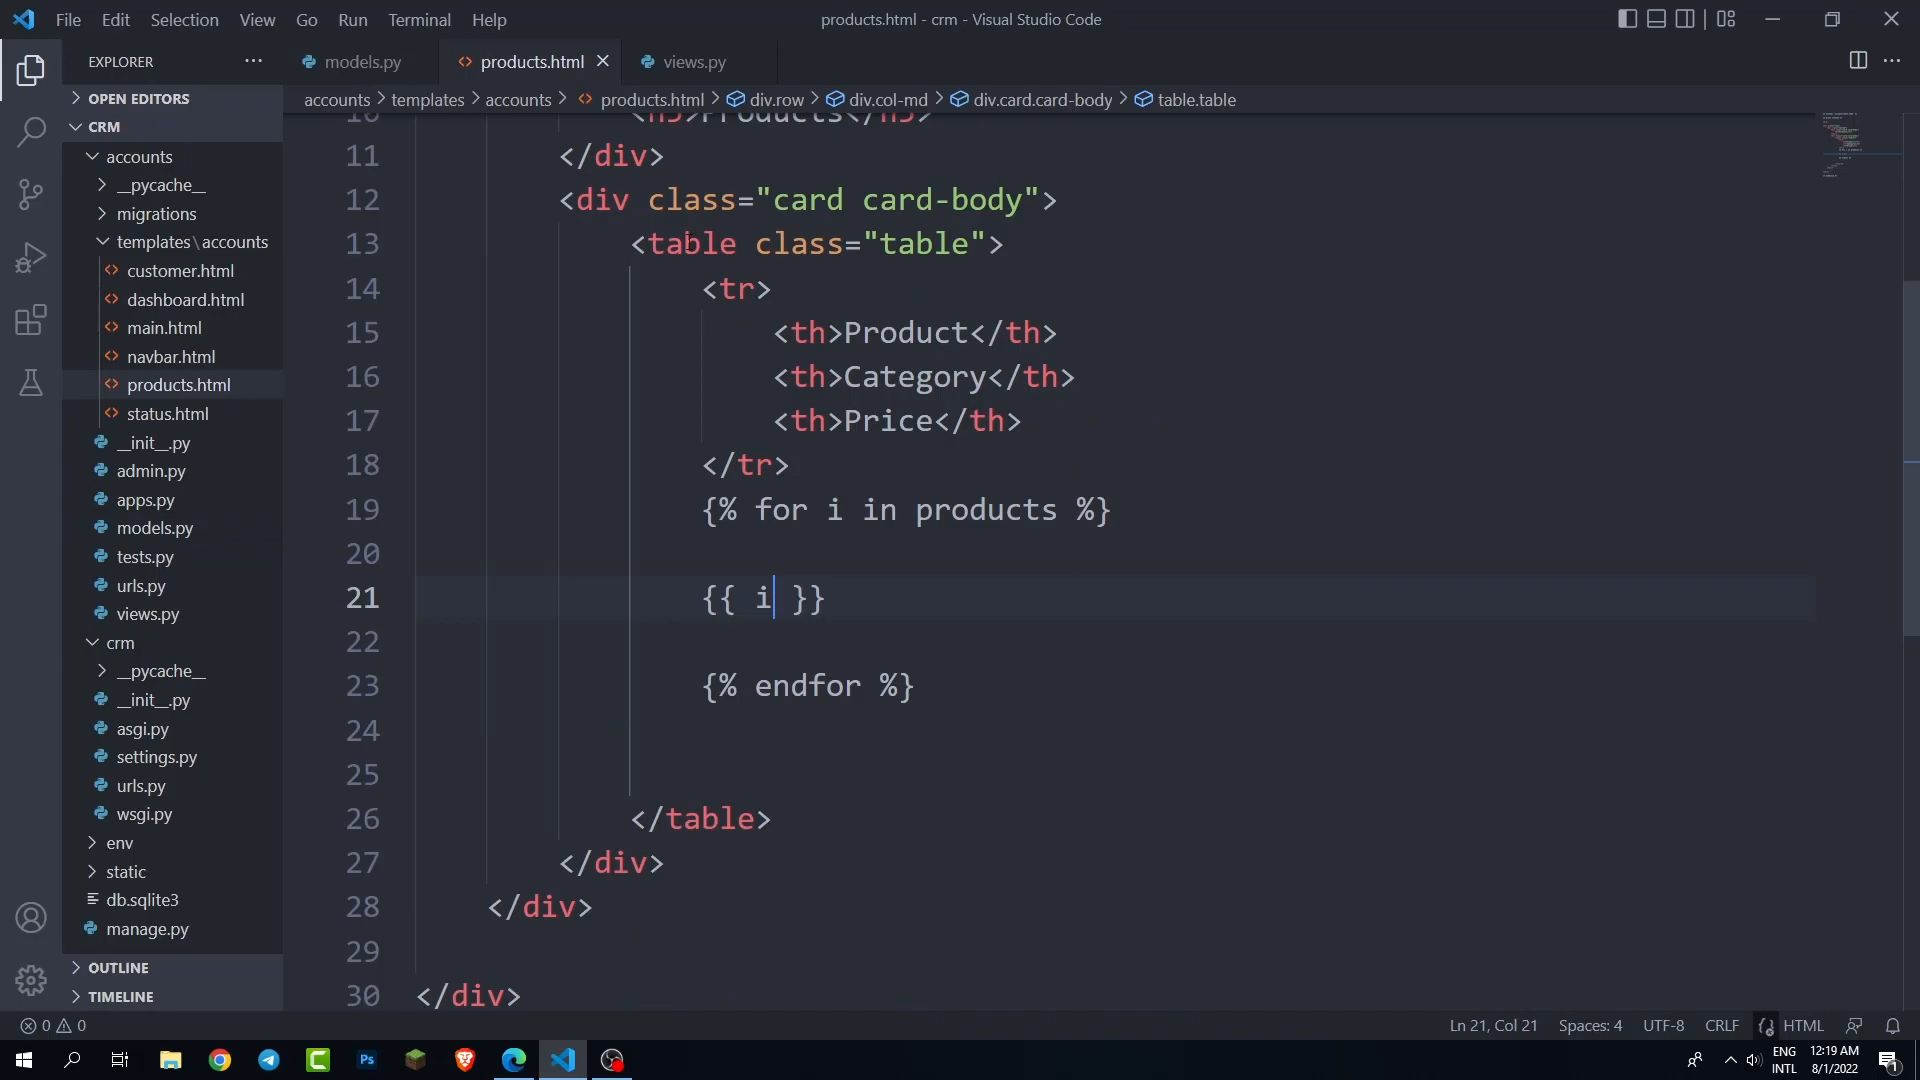 File Edit Selection View Go Run Terminal Help
products.html - crm - Visual Studio Code
EXPLORER
models.py
products.html
views.py
accounts > templates > accounts > products.html > div.row > div.col-md > div.card.card-body > table.table
OPEN EDITORS
CRM
accounts
__pycache__
migrations
templates\accounts
customer.html
dashboard.html
main.html
navbar.html
products.html
status.html
__init__.py
admin.py
apps.py
models.py
tests.py
urls.py
views.py
crm
__pycache__
__init__.py
asgi.py
settings.py
urls.py
wsgi.py
env
static
db.sqlite3
manage.py
OUTLINE
TIMELINE
10 <h5>Products</h5>
11 </div>
12 <div class="card card-body">
13 <table class="table">
14 <tr>
15 <th>Product</th>
16 <th>Category</th>
17 <th>Price</th>
18 </tr>
19 {% for i in products %}
20
21 {{ i }}
22
23 {% endfor %}
24
25
26 </table>
27 </div>
28 </div>
29
30 </div>
0 0
Ln 21, Col 21 Spaces: 4 UTF-8 CRLF HTML
Ps
ENG
INTL
12:19 AM
8/1/2022
1